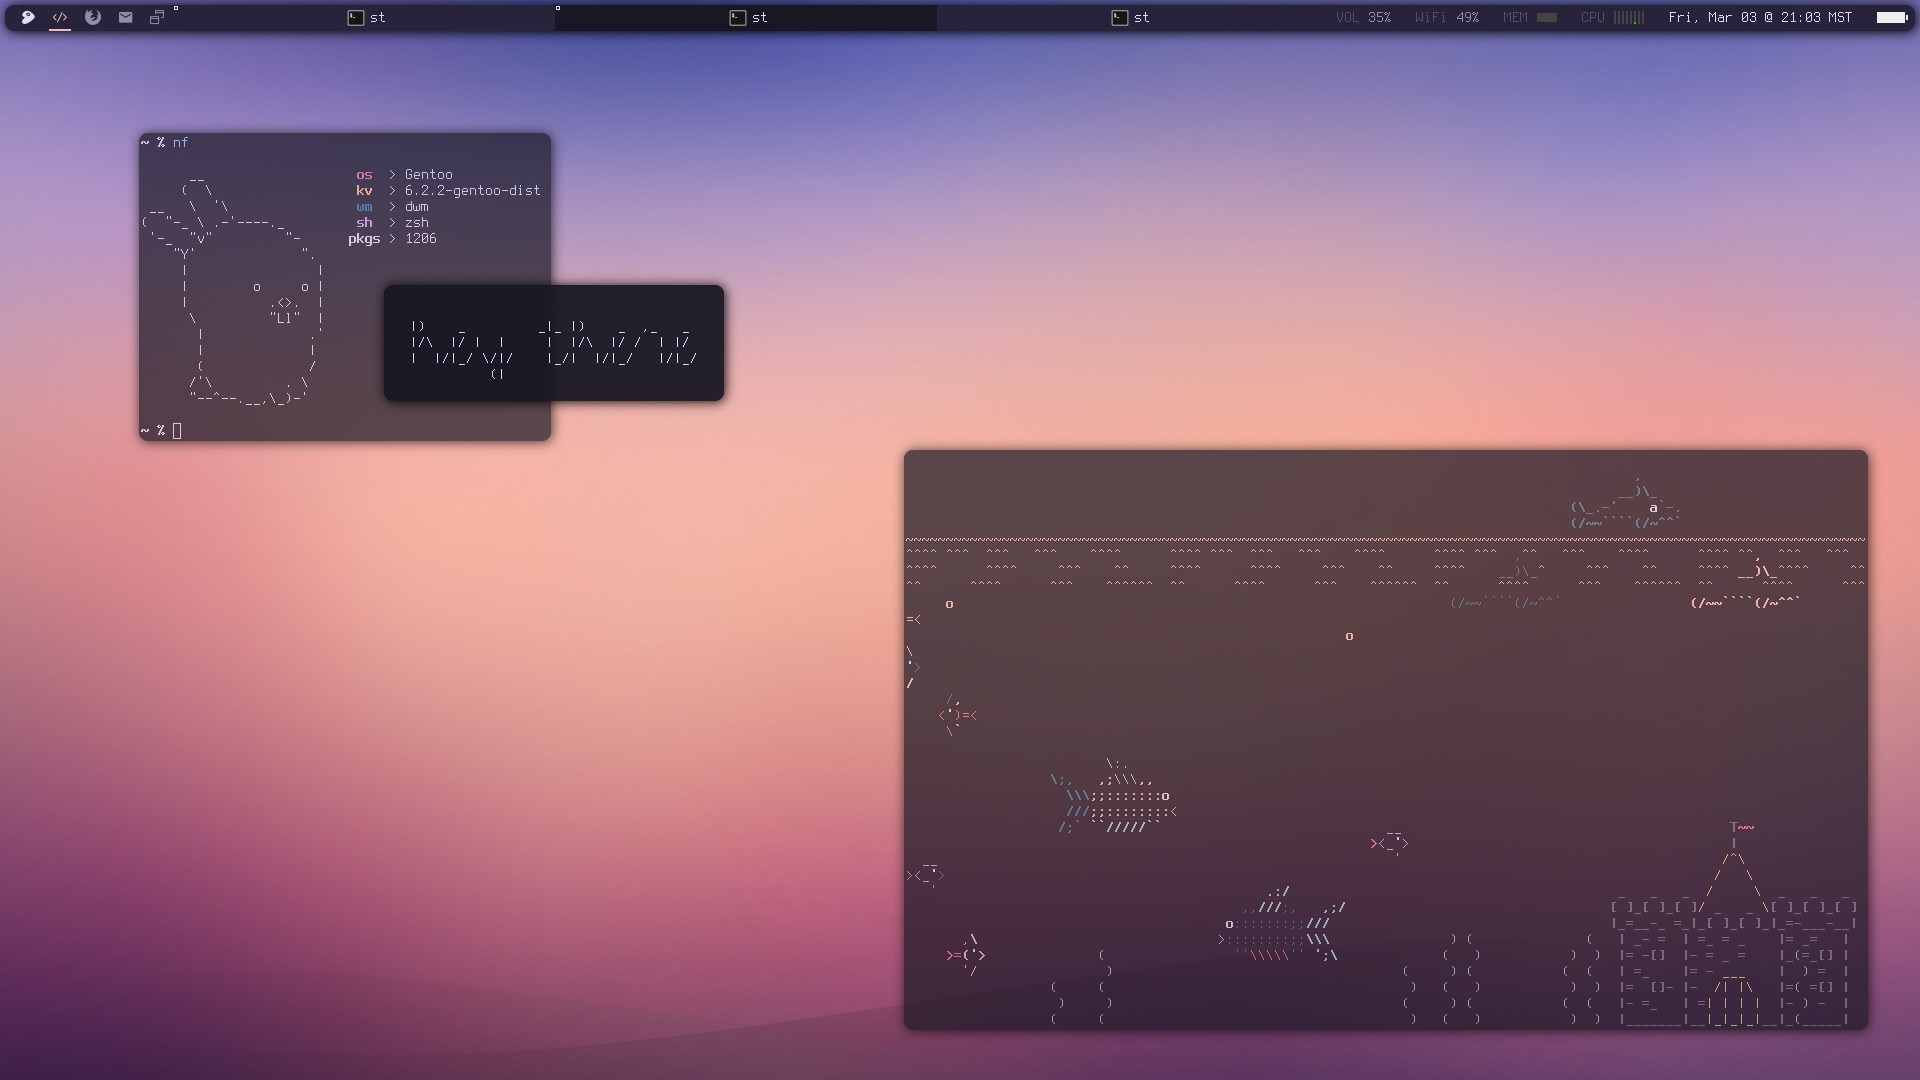 st
st
st
VOL 35% WiFi 49% MEM CPU Fri, Mar 03 @ 21:03 MST
~ % nf
os > Gentoo
kv > 6.2.2-gentoo-dist
wm > dwm
sh > zsh
pkgs > 1206
~ %